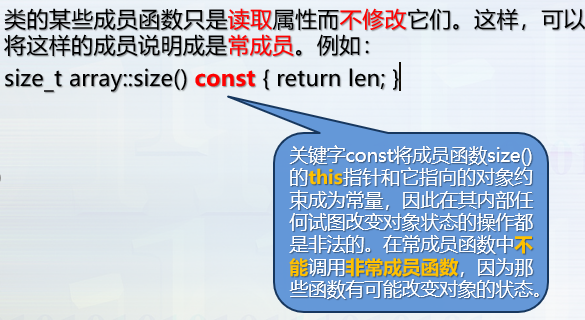 类的某些成员函数只是读取属性而不修改它们。这样，可以
将这样的成员说明成是常成员。例如：
size_t array::size() const { return len; }
关键字const将成员函数size()
的this指针和它指向的对象约
束成为常量，因此在其内部任
何试图改变对象状态的操作都
是非法的。在常成员函数中不
能调用非常成员函数，因为那
些函数有可能改变对象的状态。